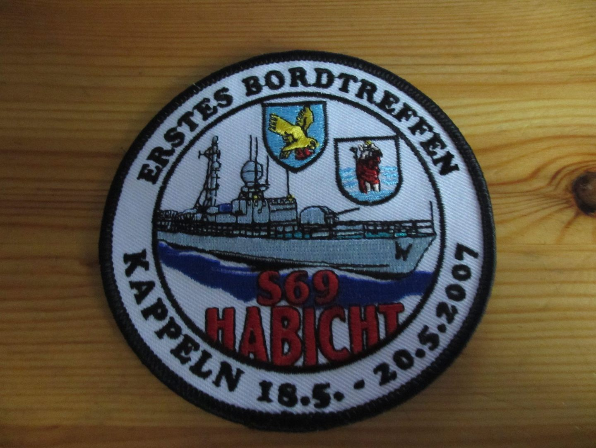 ERSTES BORDTREFFEN
W
S69
HABICHT
KAPPELN 18.5. - 20.5.2007